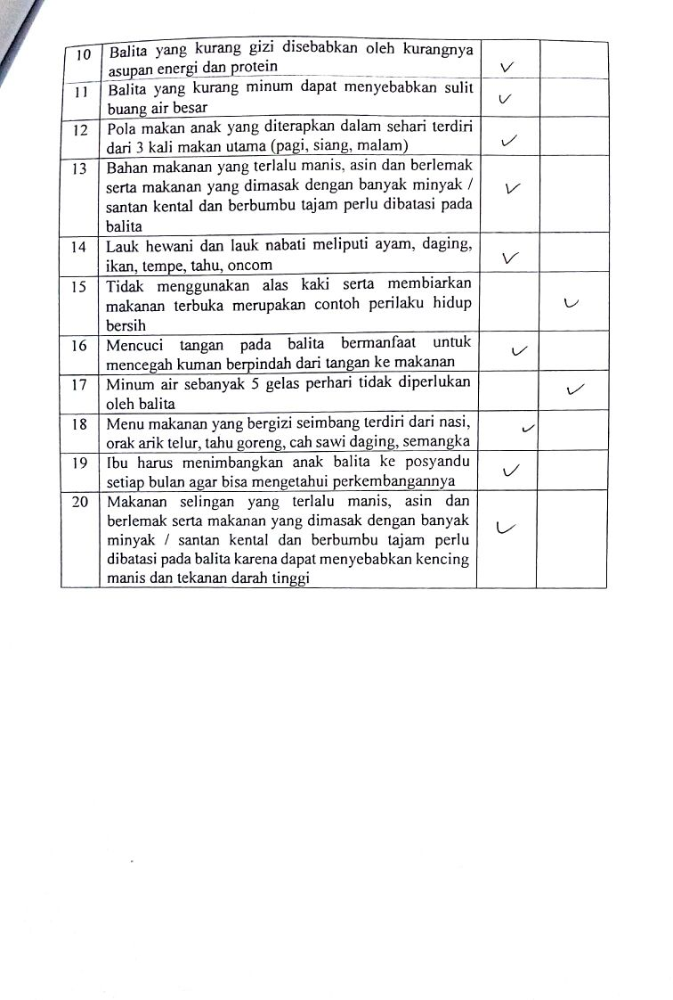 10 Balita yang kurang gizi disebabkan oleh kurangnya
asupan energi dan protein ✓
11 Balita yang kurang minum dapat menyebabkan sulit
buang air besar ✓
12 Pola makan anak yang diterapkan dalam sehari terdiri
dari 3 kali makan utama (pagi, siang, malam) ✓
13 Bahan makanan yang terlalu manis, asin dan berlemak
serta makanan yang dimasak dengan banyak minyak / ✓
santan kental dan berbumbu tajam perlu dibatasi pada
balita
14 Lauk hewani dan lauk nabati meliputi ayam, daging,
ikan, tempe, tahu, oncom ✓
15 Tidak menggunakan alas kaki serta membiarkan
makanan terbuka merupakan contoh perilaku hidup ✓
bersih
16 Mencuci tangan pada balita bermanfaat untuk ✓
mencegah kuman berpindah dari tangan ke makanan
17 Minum air sebanyak 5 gelas perhari tidak diperlukan ✓
oleh balita
18 Menu makanan yang bergizi seimbang terdiri dari nasi, ✓
orak arik telur, tahu goreng, cah sawi daging, semangka
19 Ibu harus menimbangkan anak balita ke posyandu ✓
setiap bulan agar bisa mengetahui perkembangannya
20 Makanan selingan yang terlalu manis, asin dan
berlemak serta makanan yang dimasak dengan banyak ✓
minyak / santan kental dan berbumbu tajam perlu
dibatasi pada balita karena dapat menyebabkan kencing
manis dan tekanan darah tinggi